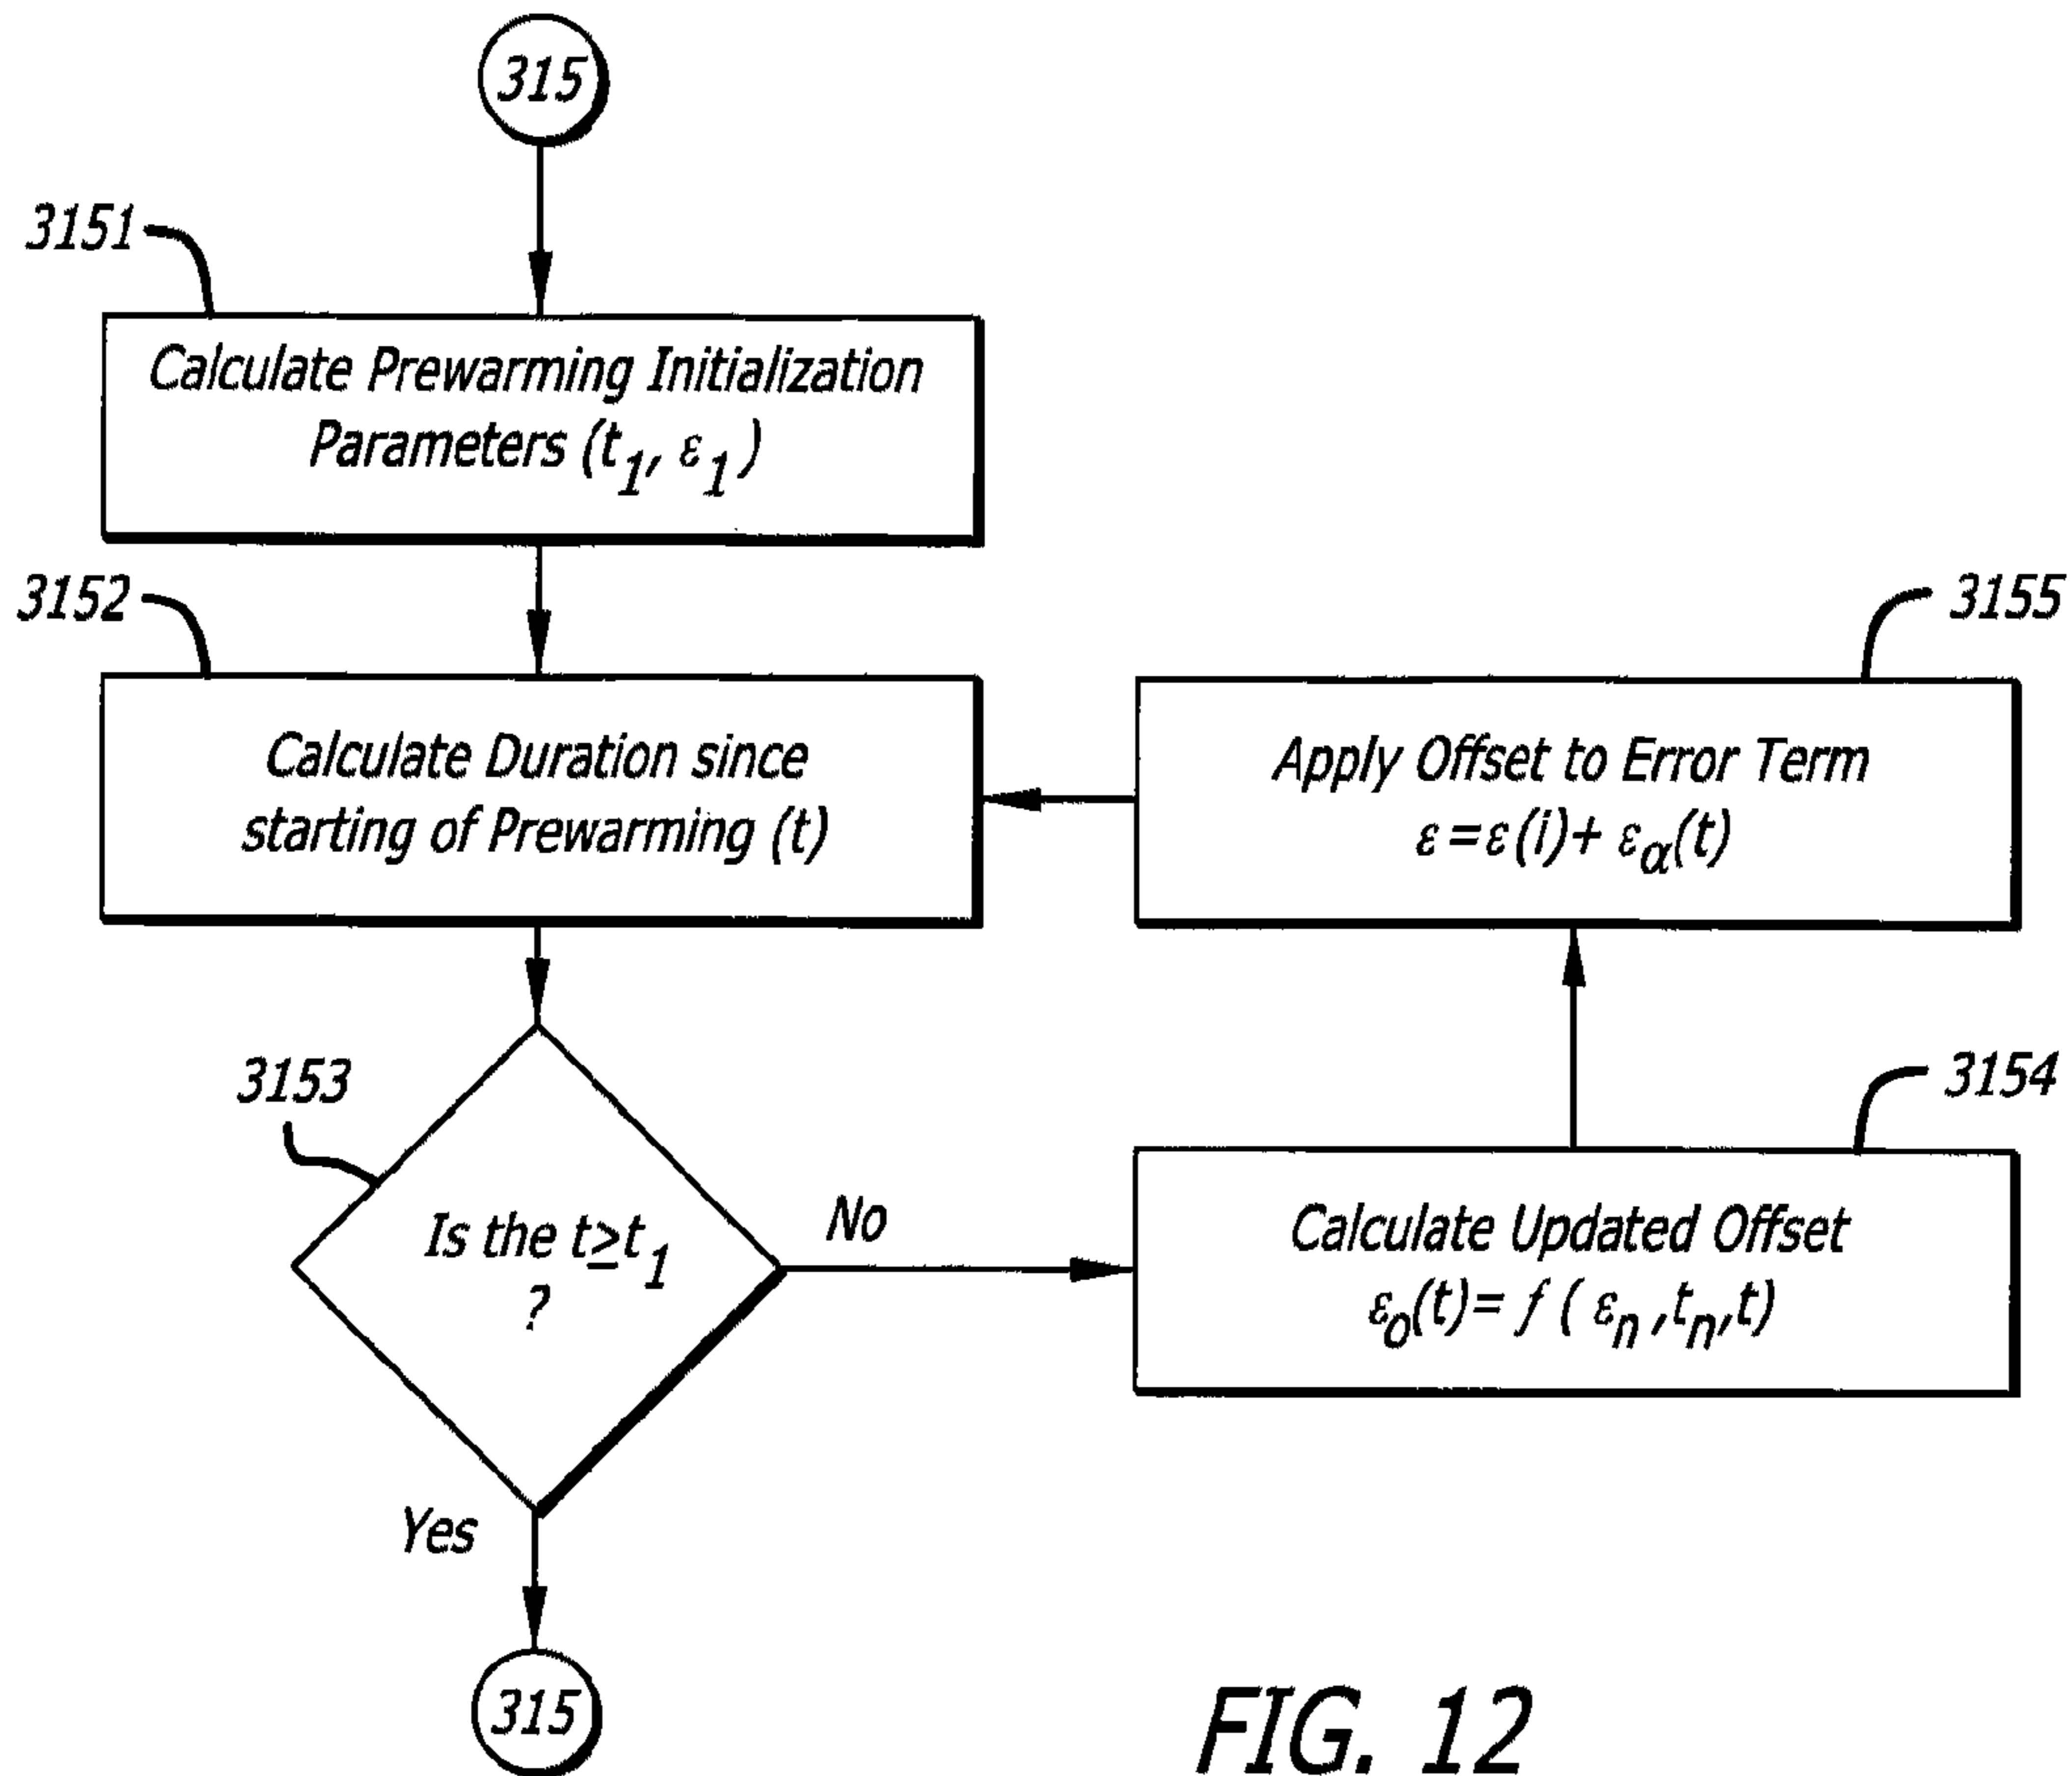 315
3151
Calculate Prewarming Initialization
Parameters (t₁, ε₁)
3152
Calculate Duration since
starting of Prewarming (t)
3155
Apply Offset to Error Term
ε=ε(i)+ εα(t)
3153
Is the t≥t₁
?
No
Yes
3154
Calculate Updated Offset
εo(t)= f ( εn ,tn,t)
315
FIG. 12